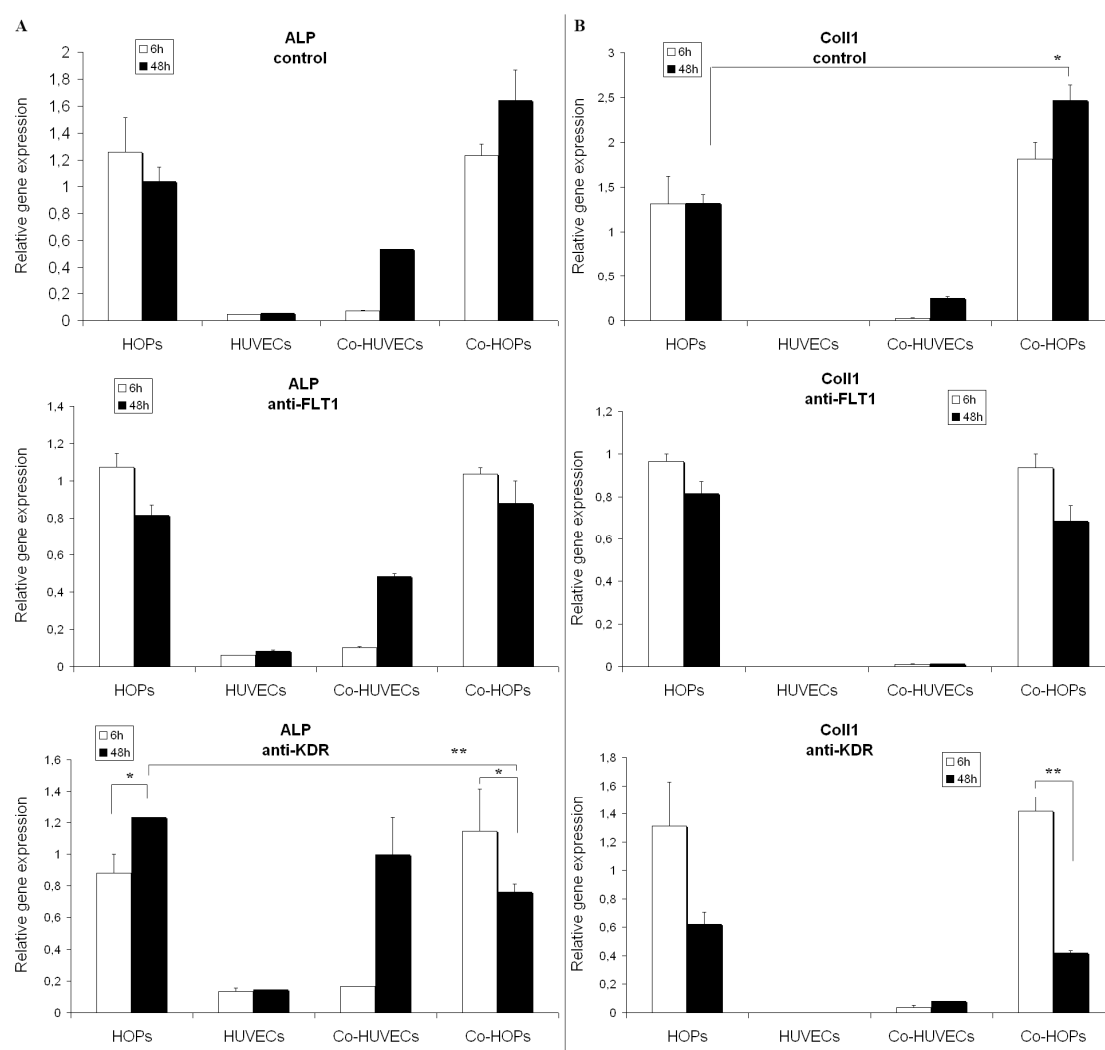 A
ALP
control
6h
48h
Relative gene expression
2
1,8
1,6
1,4
1,2
1
0,8
0,6
0,4
0,2
0
HOPs
HUVECs
Co-HUVECs
Co-HOPs
B
Coll1
control
6h
48h
*
Relative gene expression
3
2,5
2
1,5
1
0,5
0
HOPs
HUVECs
Co-HUVECs
Co-HOPs
ALP
anti-FLT1
6h
48h
Relative gene expression
1,4
1,2
1
0,8
0,6
0,4
0,2
0
HOPs
HUVECs
Co-HUVECs
Co-HOPs
Coll1
anti-FLT1
6h
48h
Relative gene expression
1,2
1
0,8
0,6
0,4
0,2
0
HOPs
HUVECs
Co-HUVECs
Co-HOPs
ALP
anti-KDR
6h
48h
**
*
*
Relative gene expression
1,6
1,4
1,2
1
0,8
0,6
0,4
0,2
0
HOPs
HUVECs
Co-HUVECs
Co-HOPs
Coll1
anti-KDR
6h
48h
**
Relative gene expression
1,8
1,6
1,4
1,2
1
0,8
0,6
0,4
0,2
0
HOPs
HUVECs
Co-HUVECs
Co-HOPs